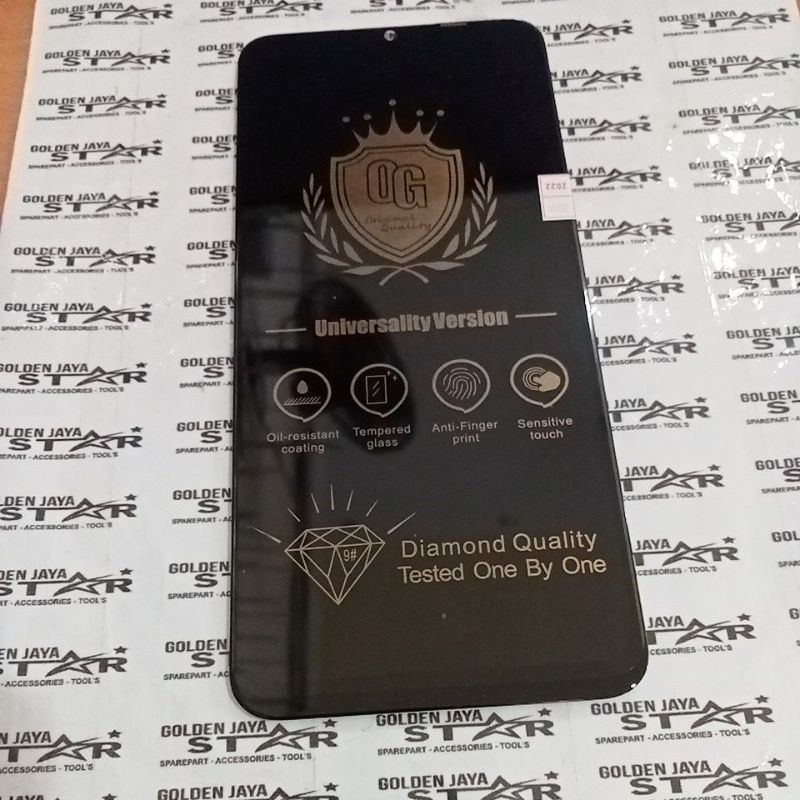 GOLDEN JAYA
STAR
SPAREPART - ACCESSORIES - TOOL'S
OG
Original
Quality
2022
Universality Version
Oil-resistant
coating
Tempered
glass
Anti-Finger
print
Sensitive
touch
9#
Diamond Quality
Tested One By One